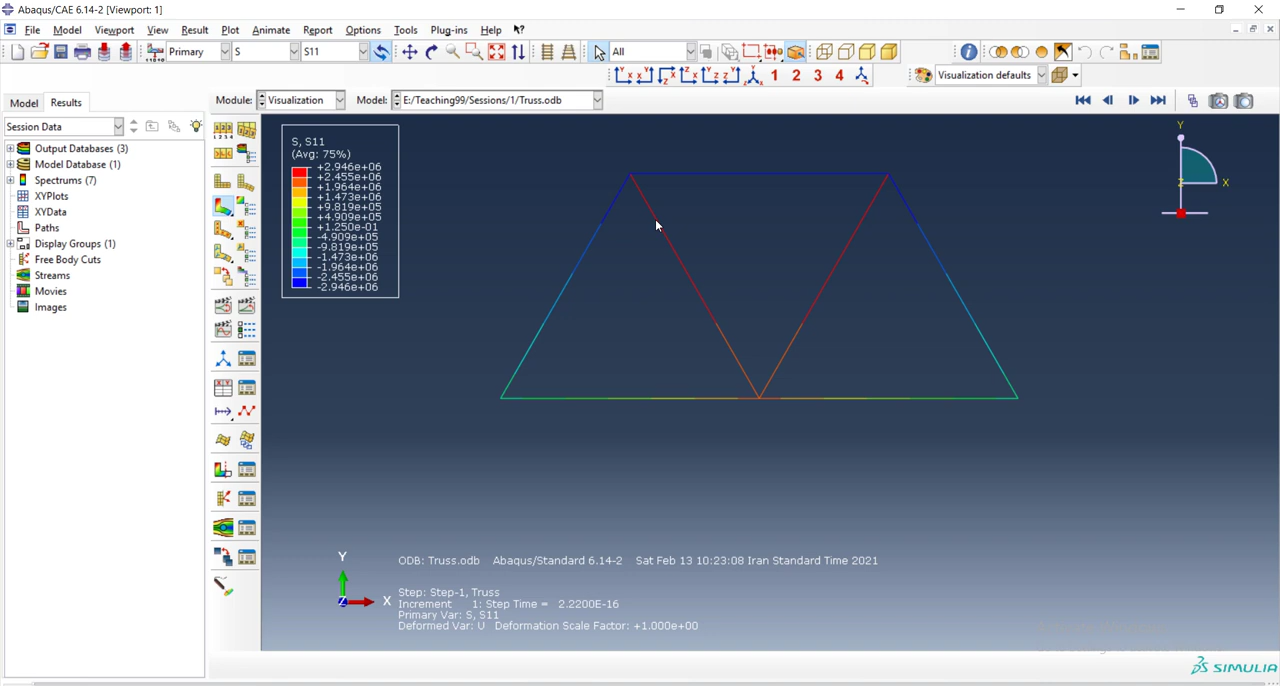 Abaqus/CAE 6.14-2 [Viewport: 1]
File Model Viewport View Result Plot Animate Report Options Tools Plug-ins Help
Primary S S11 All
1 2 3 4 Visualization defaults
Model Results Module: Visualization Model: E:/Teaching99/Sessions/1/Truss.odb
Session Data
Output Databases (3)
Model Database (1)
Spectrums (7)
XYPlots
XYData
Paths
Display Groups (1)
Free Body Cuts
Streams
Movies
Images
S, S11
(Avg: 75%)
+2.946e+06
+2.455e+06
+1.964e+06
+1.473e+06
+9.819e+05
+4.909e+05
+1.250e-01
-4.909e+05
-9.819e+05
-1.473e+06
-1.964e+06
-2.455e+06
-2.946e+06
Y
Z X
Y
Z X
ODB: Truss.odb Abaqus/Standard 6.14-2 Sat Feb 13 10:23:08 Iran Standard Time 2021
Step: Step-1, Truss
Increment 1: Step Time = 2.2200E-16
Primary Var: S, S11
Deformed Var: U Deformation Scale Factor: +1.000e+00
SIMULIA